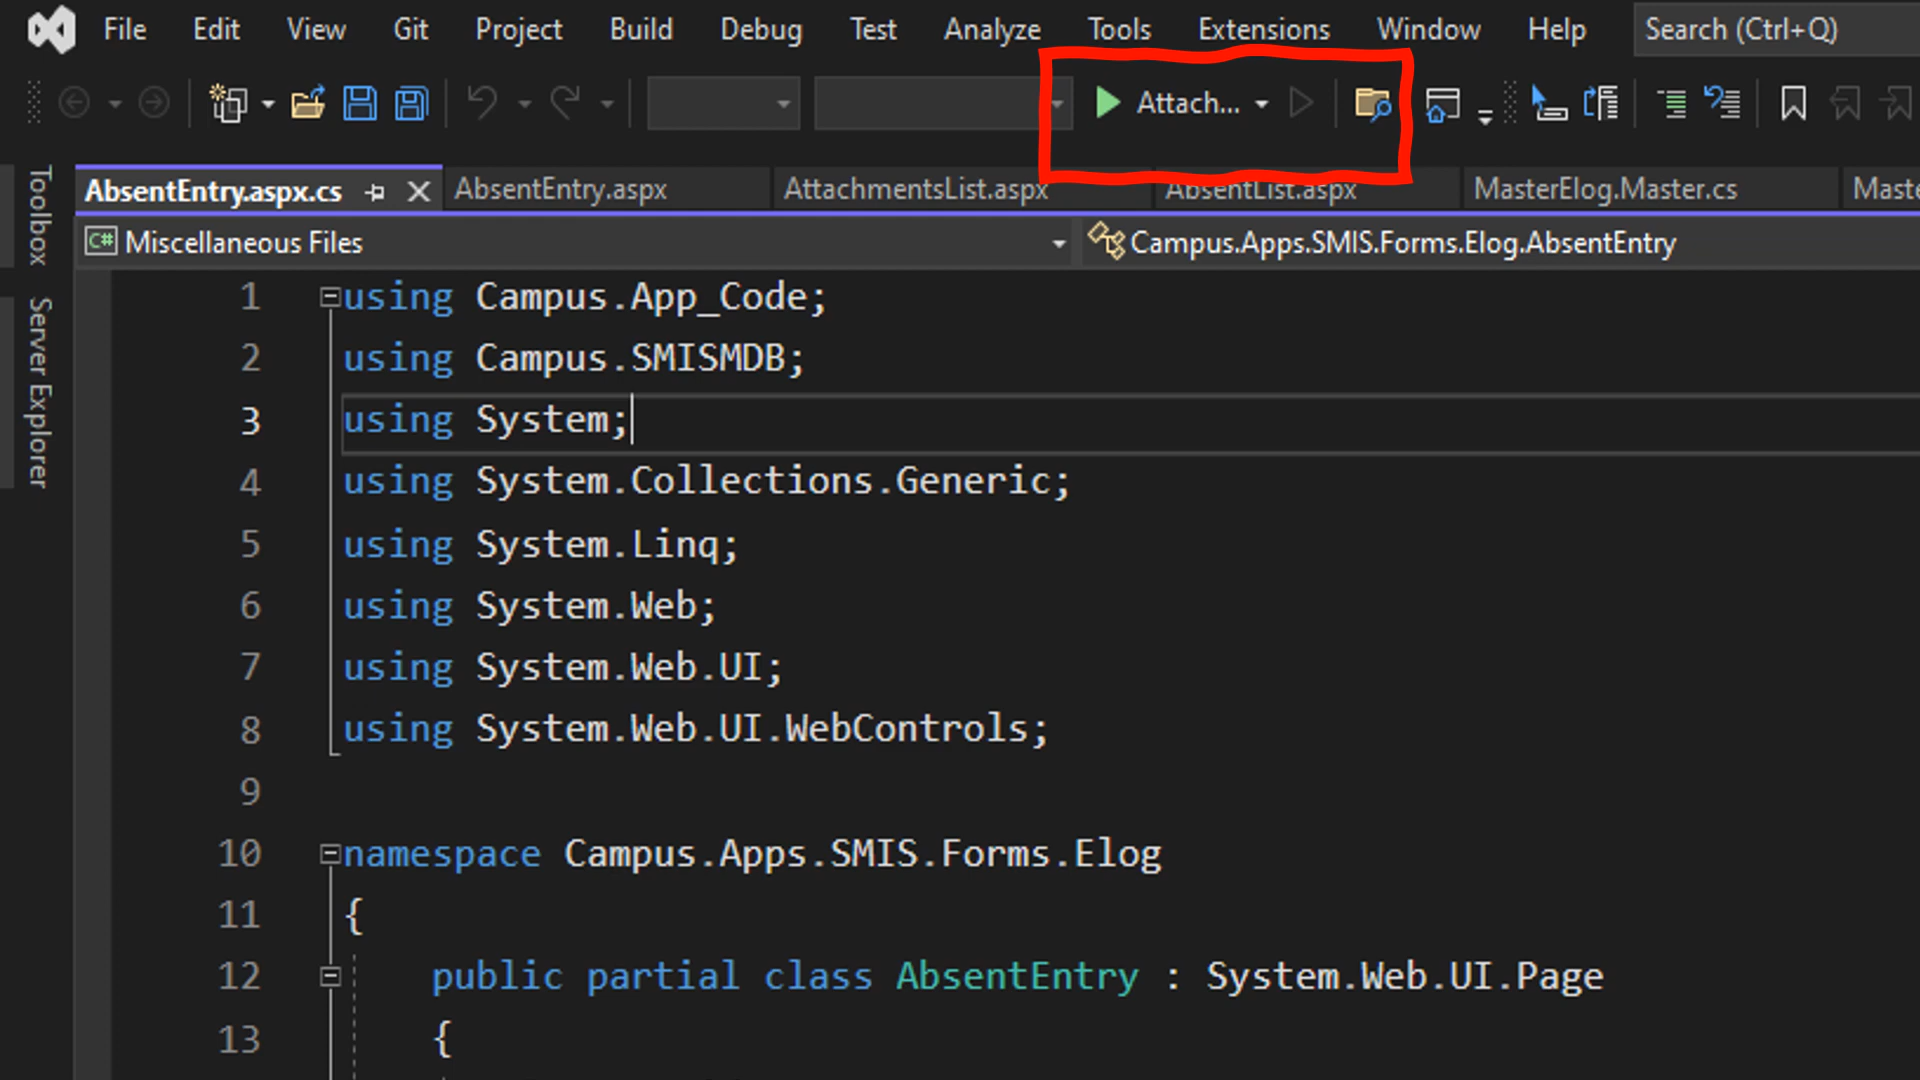 File Edit View Git Project Build Debug Test Analyze Tools Extensions Window Help Search (Ctrl+Q)
Attach...
AbsentEntry.aspx.cs AbsentEntry.aspx AttachmentsList.aspx AbsentList.aspx MasterElog.Master.cs Maste
C# Miscellaneous Files Campus.Apps.SMIS.Forms.Elog.AbsentEntry
Toolbox
Server Explorer
1 using Campus.App_Code;
2 using Campus.SMISMDB;
3 using System;
4 using System.Collections.Generic;
5 using System.Linq;
6 using System.Web;
7 using System.Web.UI;
8 using System.Web.UI.WebControls;
9
10 namespace Campus.Apps.SMIS.Forms.Elog
11 {
12 public partial class AbsentEntry : System.Web.UI.Page
13 {